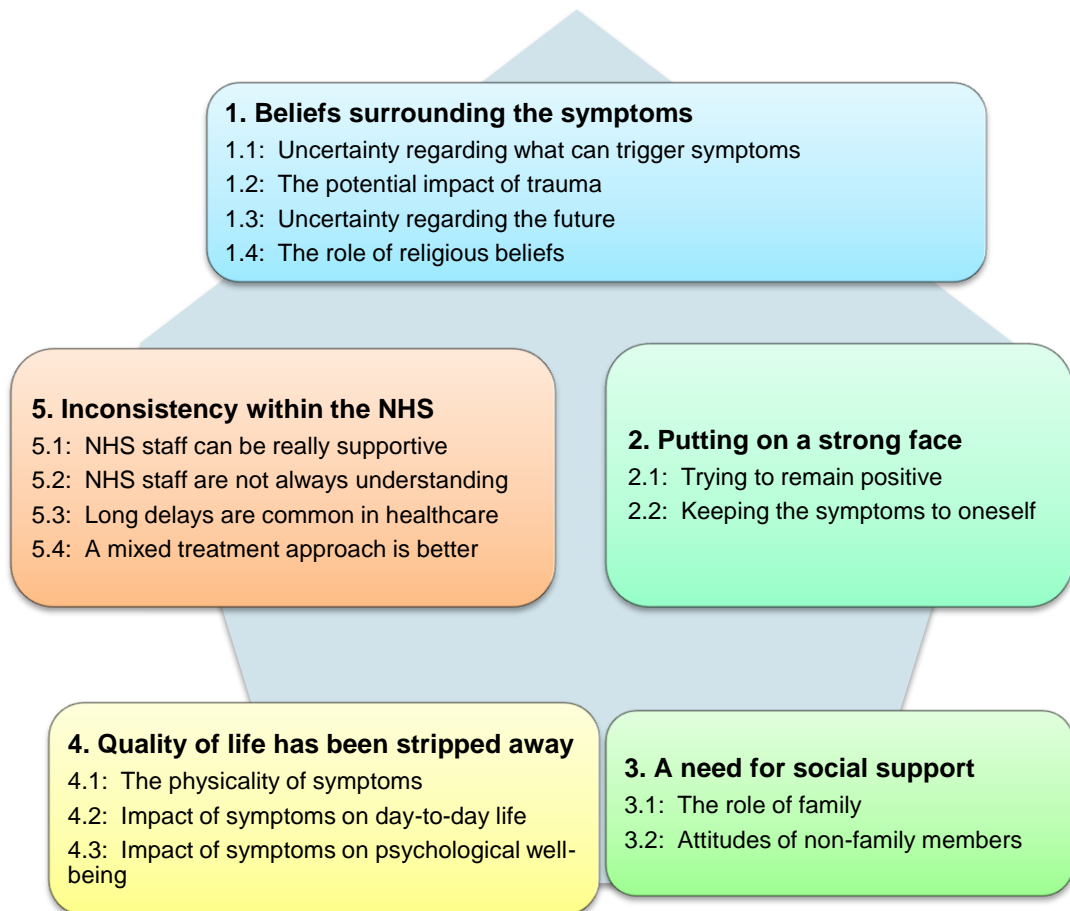 1. Beliefs surrounding the symptoms
1.1: Uncertainty regarding what can trigger symptoms
1.2: The potential impact of trauma
1.3: Uncertainty regarding the future
1.4: The role of religious beliefs
5. Inconsistency within the NHS
5.1: NHS staff can be really supportive
5.2: NHS staff are not always understanding
5.3: Long delays are common in healthcare
5.4: A mixed treatment approach is better
2. Putting on a strong face
2.1: Trying to remain positive
2.2: Keeping the symptoms to oneself
4. Quality of life has been stripped away
4.1: The physicality of symptoms
4.2: Impact of symptoms on day-to-day life
4.3: Impact of symptoms on psychological well-
being
3. A need for social support
3.1: The role of family
3.2: Attitudes of non-family members